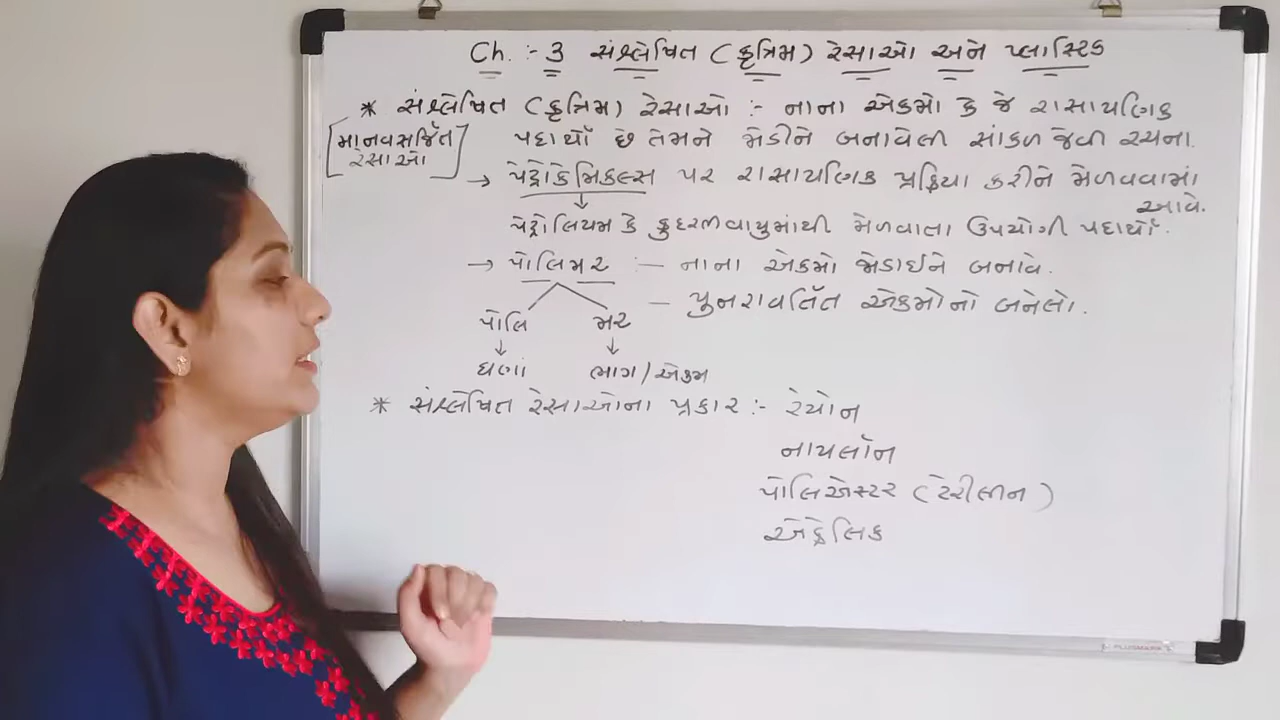 Ch. :- 3 સંશ્લેષિત (કૃત્રિમ) રેસાઓ અને પ્લાસ્ટિક
* સંશ્લેષિત (કૃત્રિમ) રેસાઓ :- નાના એકમો કે જે રાસાયણિક
[માનવસર્જિત રેસાઓ]
પદાર્થો છે તેમને જોડીને બનાવેલી સાંકળ જેવી રચના.
→ પેટ્રોકેમિકલ્સ પર રાસાયણિક પ્રક્રિયા કરીને મેળવવામાં
આવે.
↓
પેટ્રોલિયમ કે કુદરતીવાયુમાંથી મેળવાતા ઉપયોગી પદાર્થો.
→ પોલિમર :— નાના એકમો જોડાઈને બનાવે.
— પુનરાવર્તિત એકમોનો બનેલો.
પોલિ મર
↓ ↓
ઘણાં ભાગ/એકમ
* સંશ્લેષિત રેસાઓના પ્રકાર :- રેયોન
નાયલૉન
પોલિએસ્ટર (ટેરીલીન)
એક્રેલિક
PLUSMARK